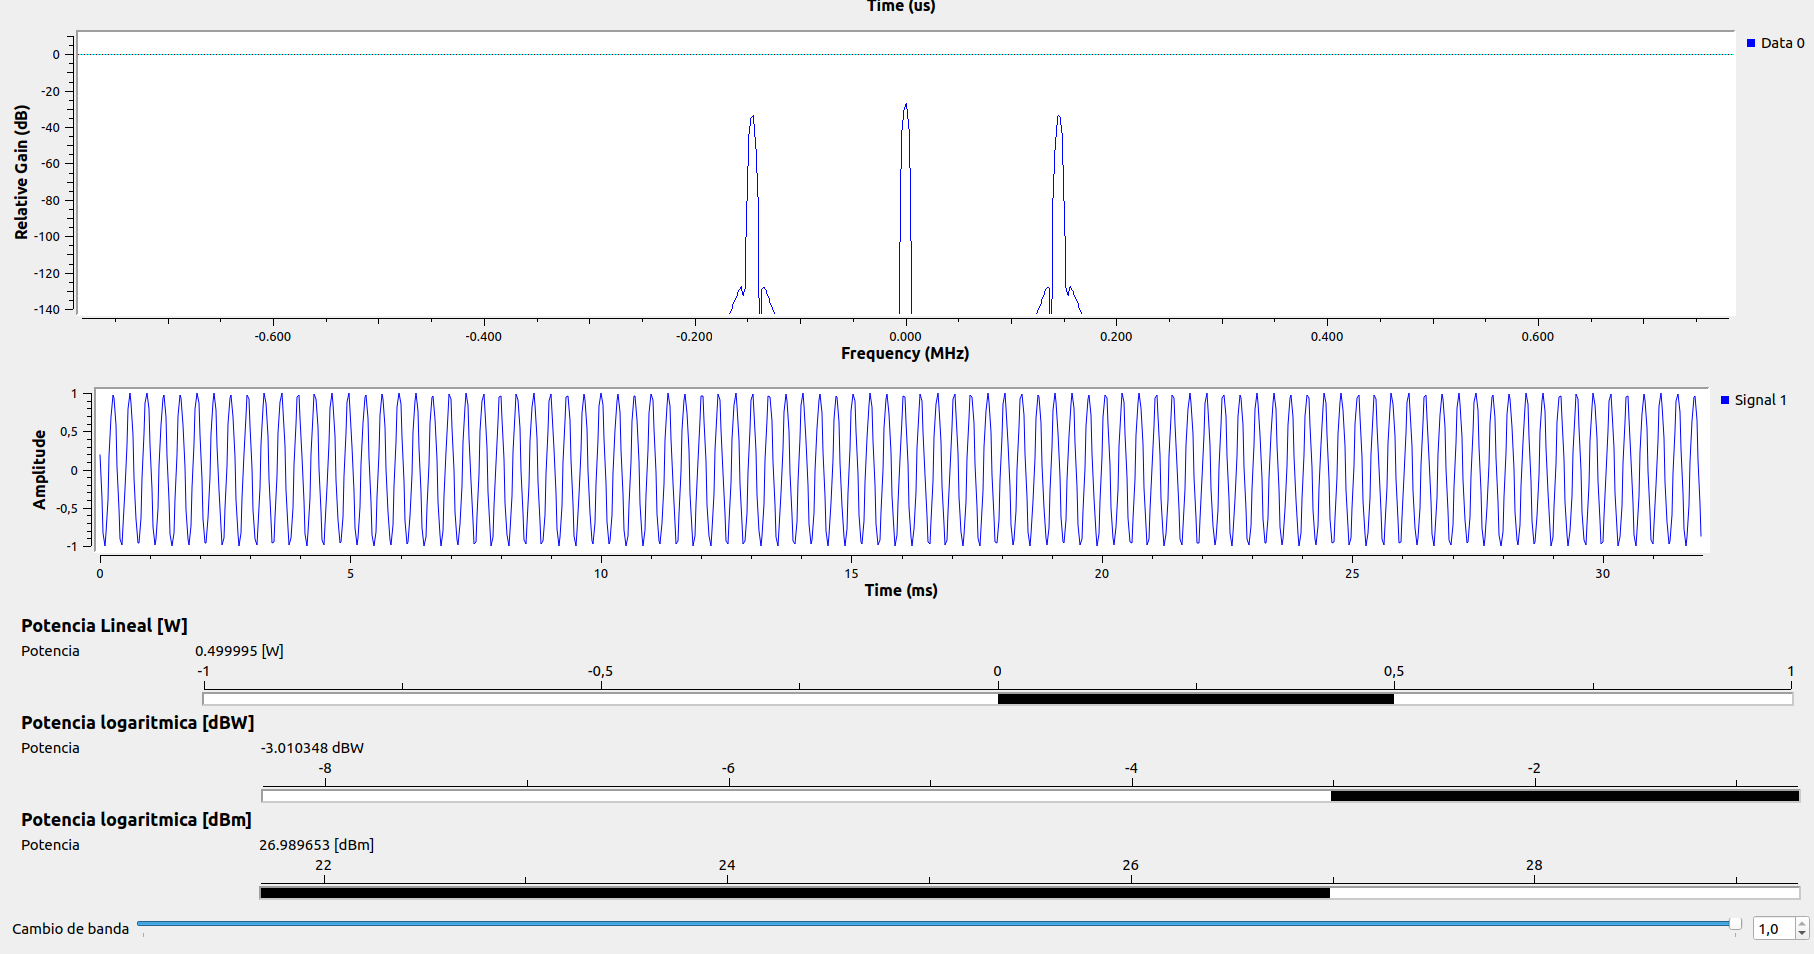 Time (us)
Data 0
Relative Gain (dB)
0
-20
-40
-60
-80
-100
-120
-140
-0.600 -0.400 -0.200 0.000 0.200 0.400 0.600
Frequency (MHz)
Signal 1
Amplitude
1
0,5
0
-0,5
-1
0 5 10 15 20 25 30
Time (ms)
Potencia Lineal [W]
Potencia 0.499995 [W]
-1 -0,5 0 0,5 1
Potencia logaritmica [dBW]
Potencia -3.010348 dBW
-8 -6 -4 -2
Potencia logaritmica [dBm]
Potencia 26.989653 [dBm]
22 24 26 28
Cambio de banda 1,0